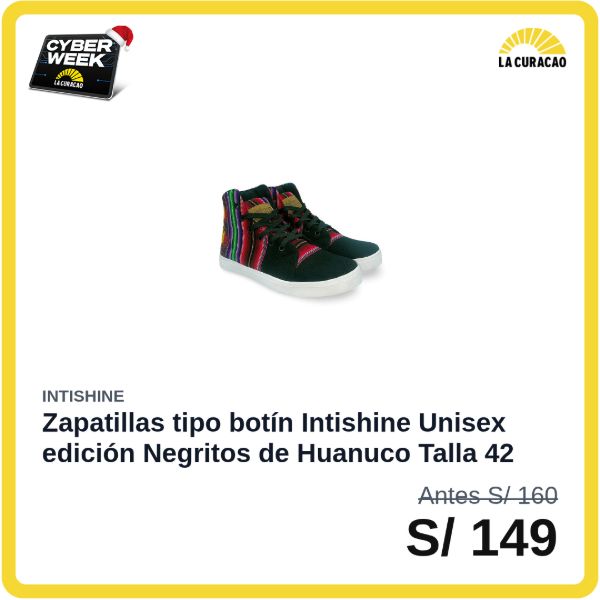 CYBER
WEEK
LA CURACAO
LA CURACAO
INTISHINE
Zapatillas tipo botín Intishine Unisex
edición Negritos de Huanuco Talla 42
Antes S/ 160
S/ 149